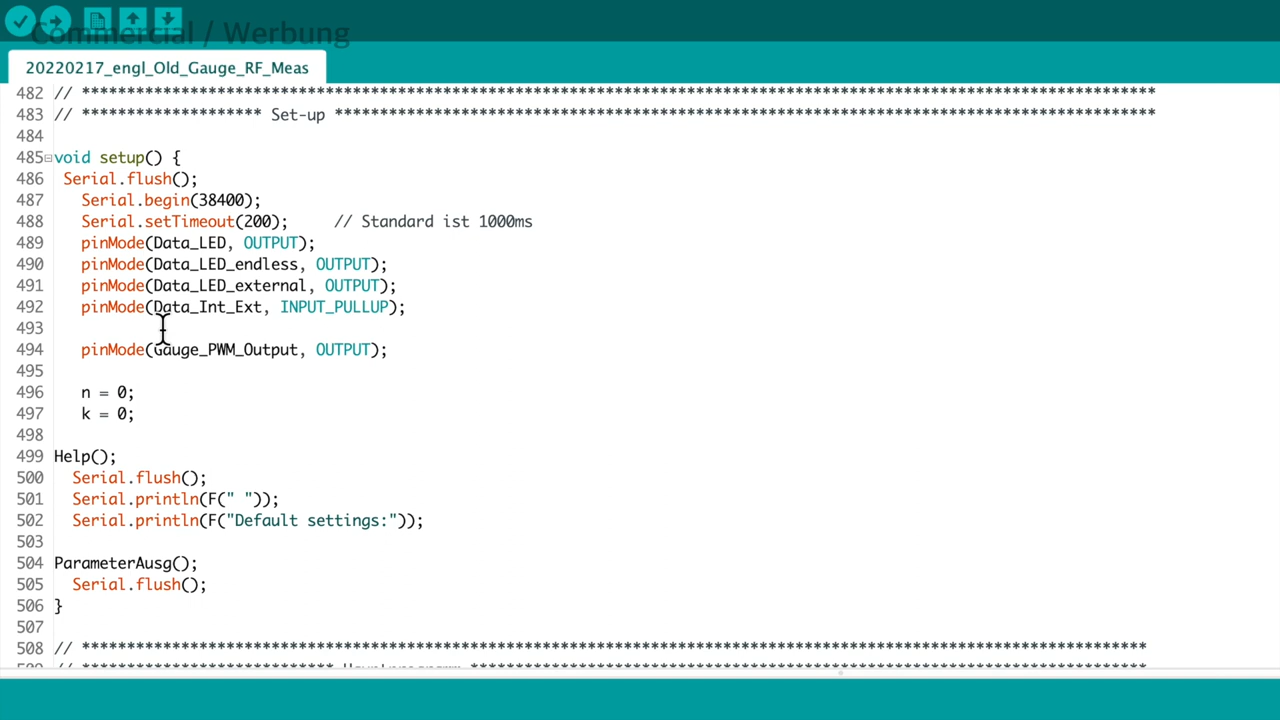 Commercial / Werbung
20220217_engl_Old_Gauge_RF_Meas
482 // ***********************************************************************************************************************
483 // ******************** Set-up *******************************************************************************************
484
485 void setup() {
486 Serial.flush();
487 Serial.begin(38400);
488 Serial.setTimeout(200); // Standard ist 1000ms
489 pinMode(Data_LED, OUTPUT);
490 pinMode(Data_LED_endless, OUTPUT);
491 pinMode(Data_LED_external, OUTPUT);
492 pinMode(Data_Int_Ext, INPUT_PULLUP);
493
494 pinMode(Gauge_PWM_Output, OUTPUT);
495
496 n = 0;
497 k = 0;
498
499 Help();
500 Serial.flush();
501 Serial.println(F(" "));
502 Serial.println(F("Default settings:"));
503
504 ParameterAusg();
505 Serial.flush();
506 }
507
508 // **********************************************************************************************************************
// **************************** ***************************************************************************